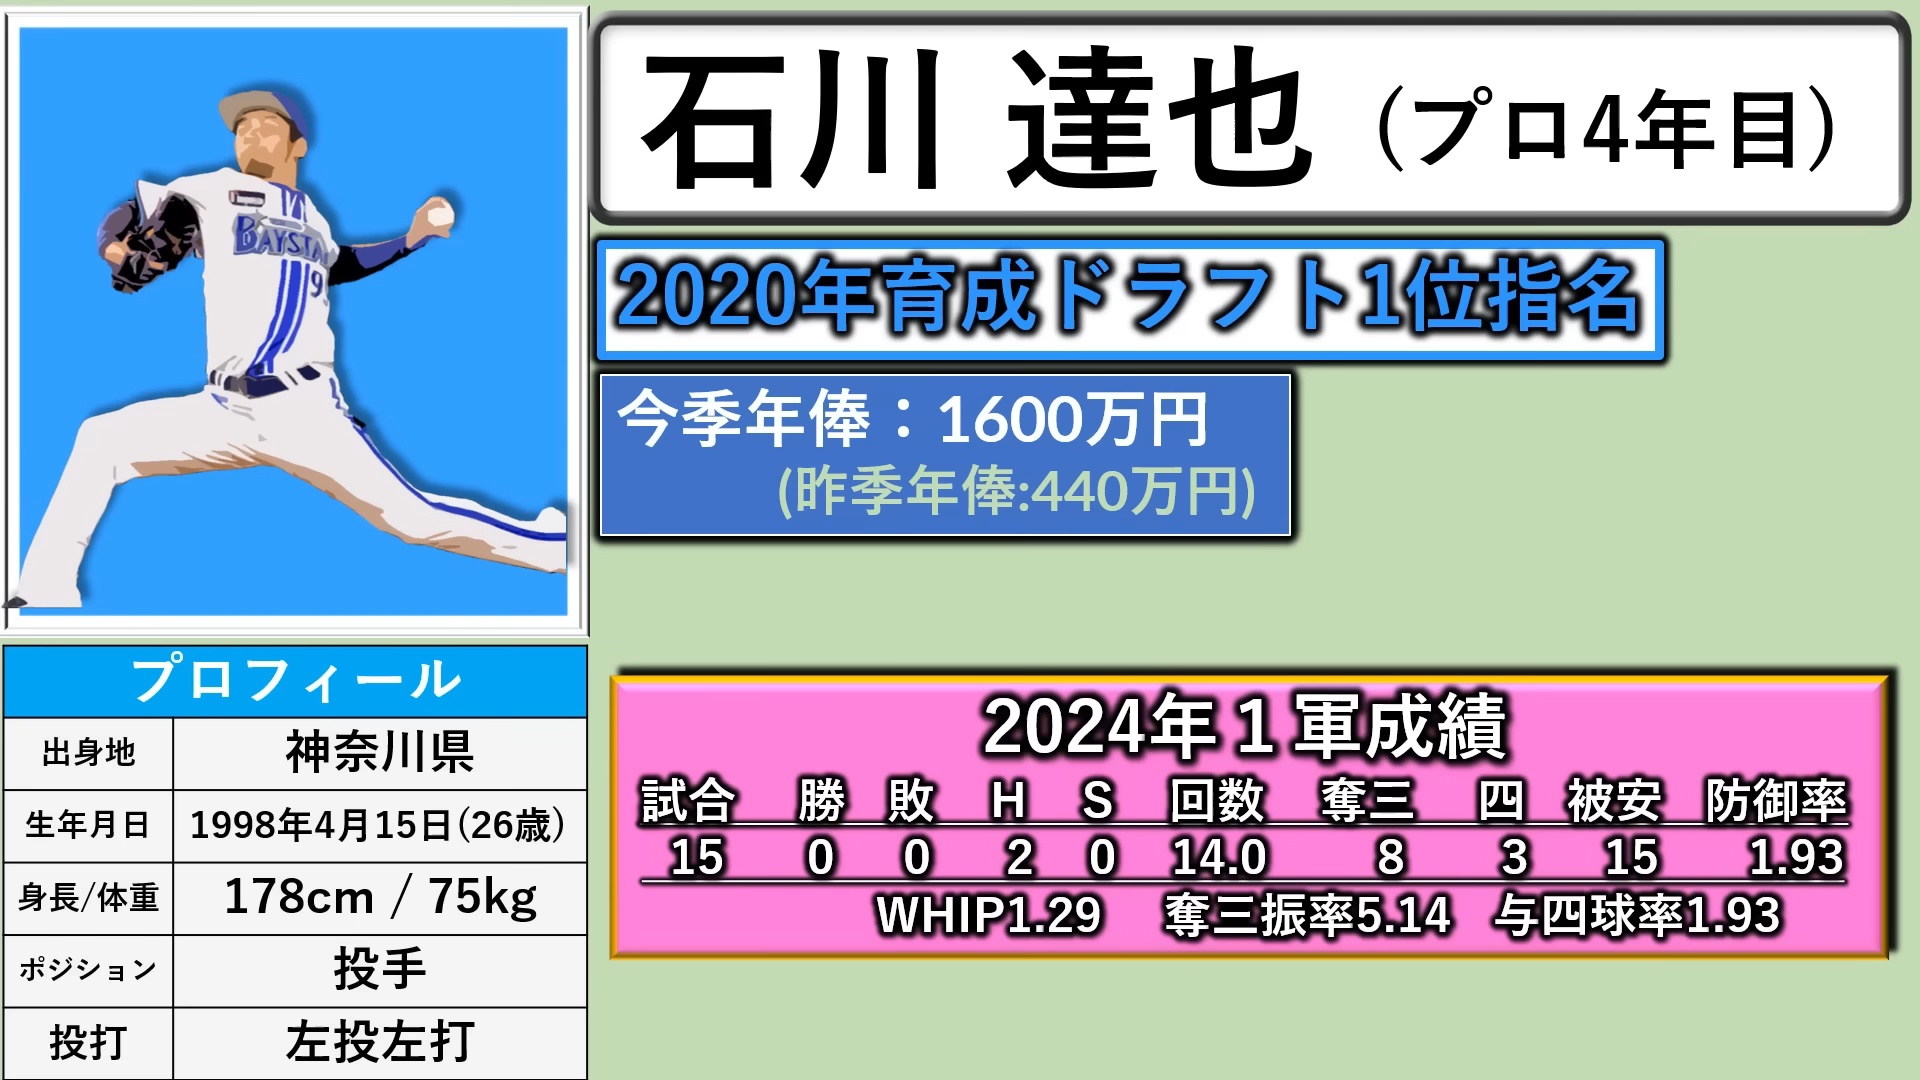 石川 達也 (プロ4年目)
2020年育成ドラフト1位指名
今季年俸：1600万円
(昨季年俸:440万円)
BAYSTA
9
プロフィール
出身地 神奈川県
生年月日 1998年4月15日(26歳)
身長/体重 178cm / 75kg
ポジション 投手
投打 左投左打
2024年１軍成績
試合 勝 敗 H S 回数 奪三 四 被安 防御率
15 0 0 2 0 14.0 8 3 15 1.93
WHIP1.29 奪三振率5.14 与四球率1.93